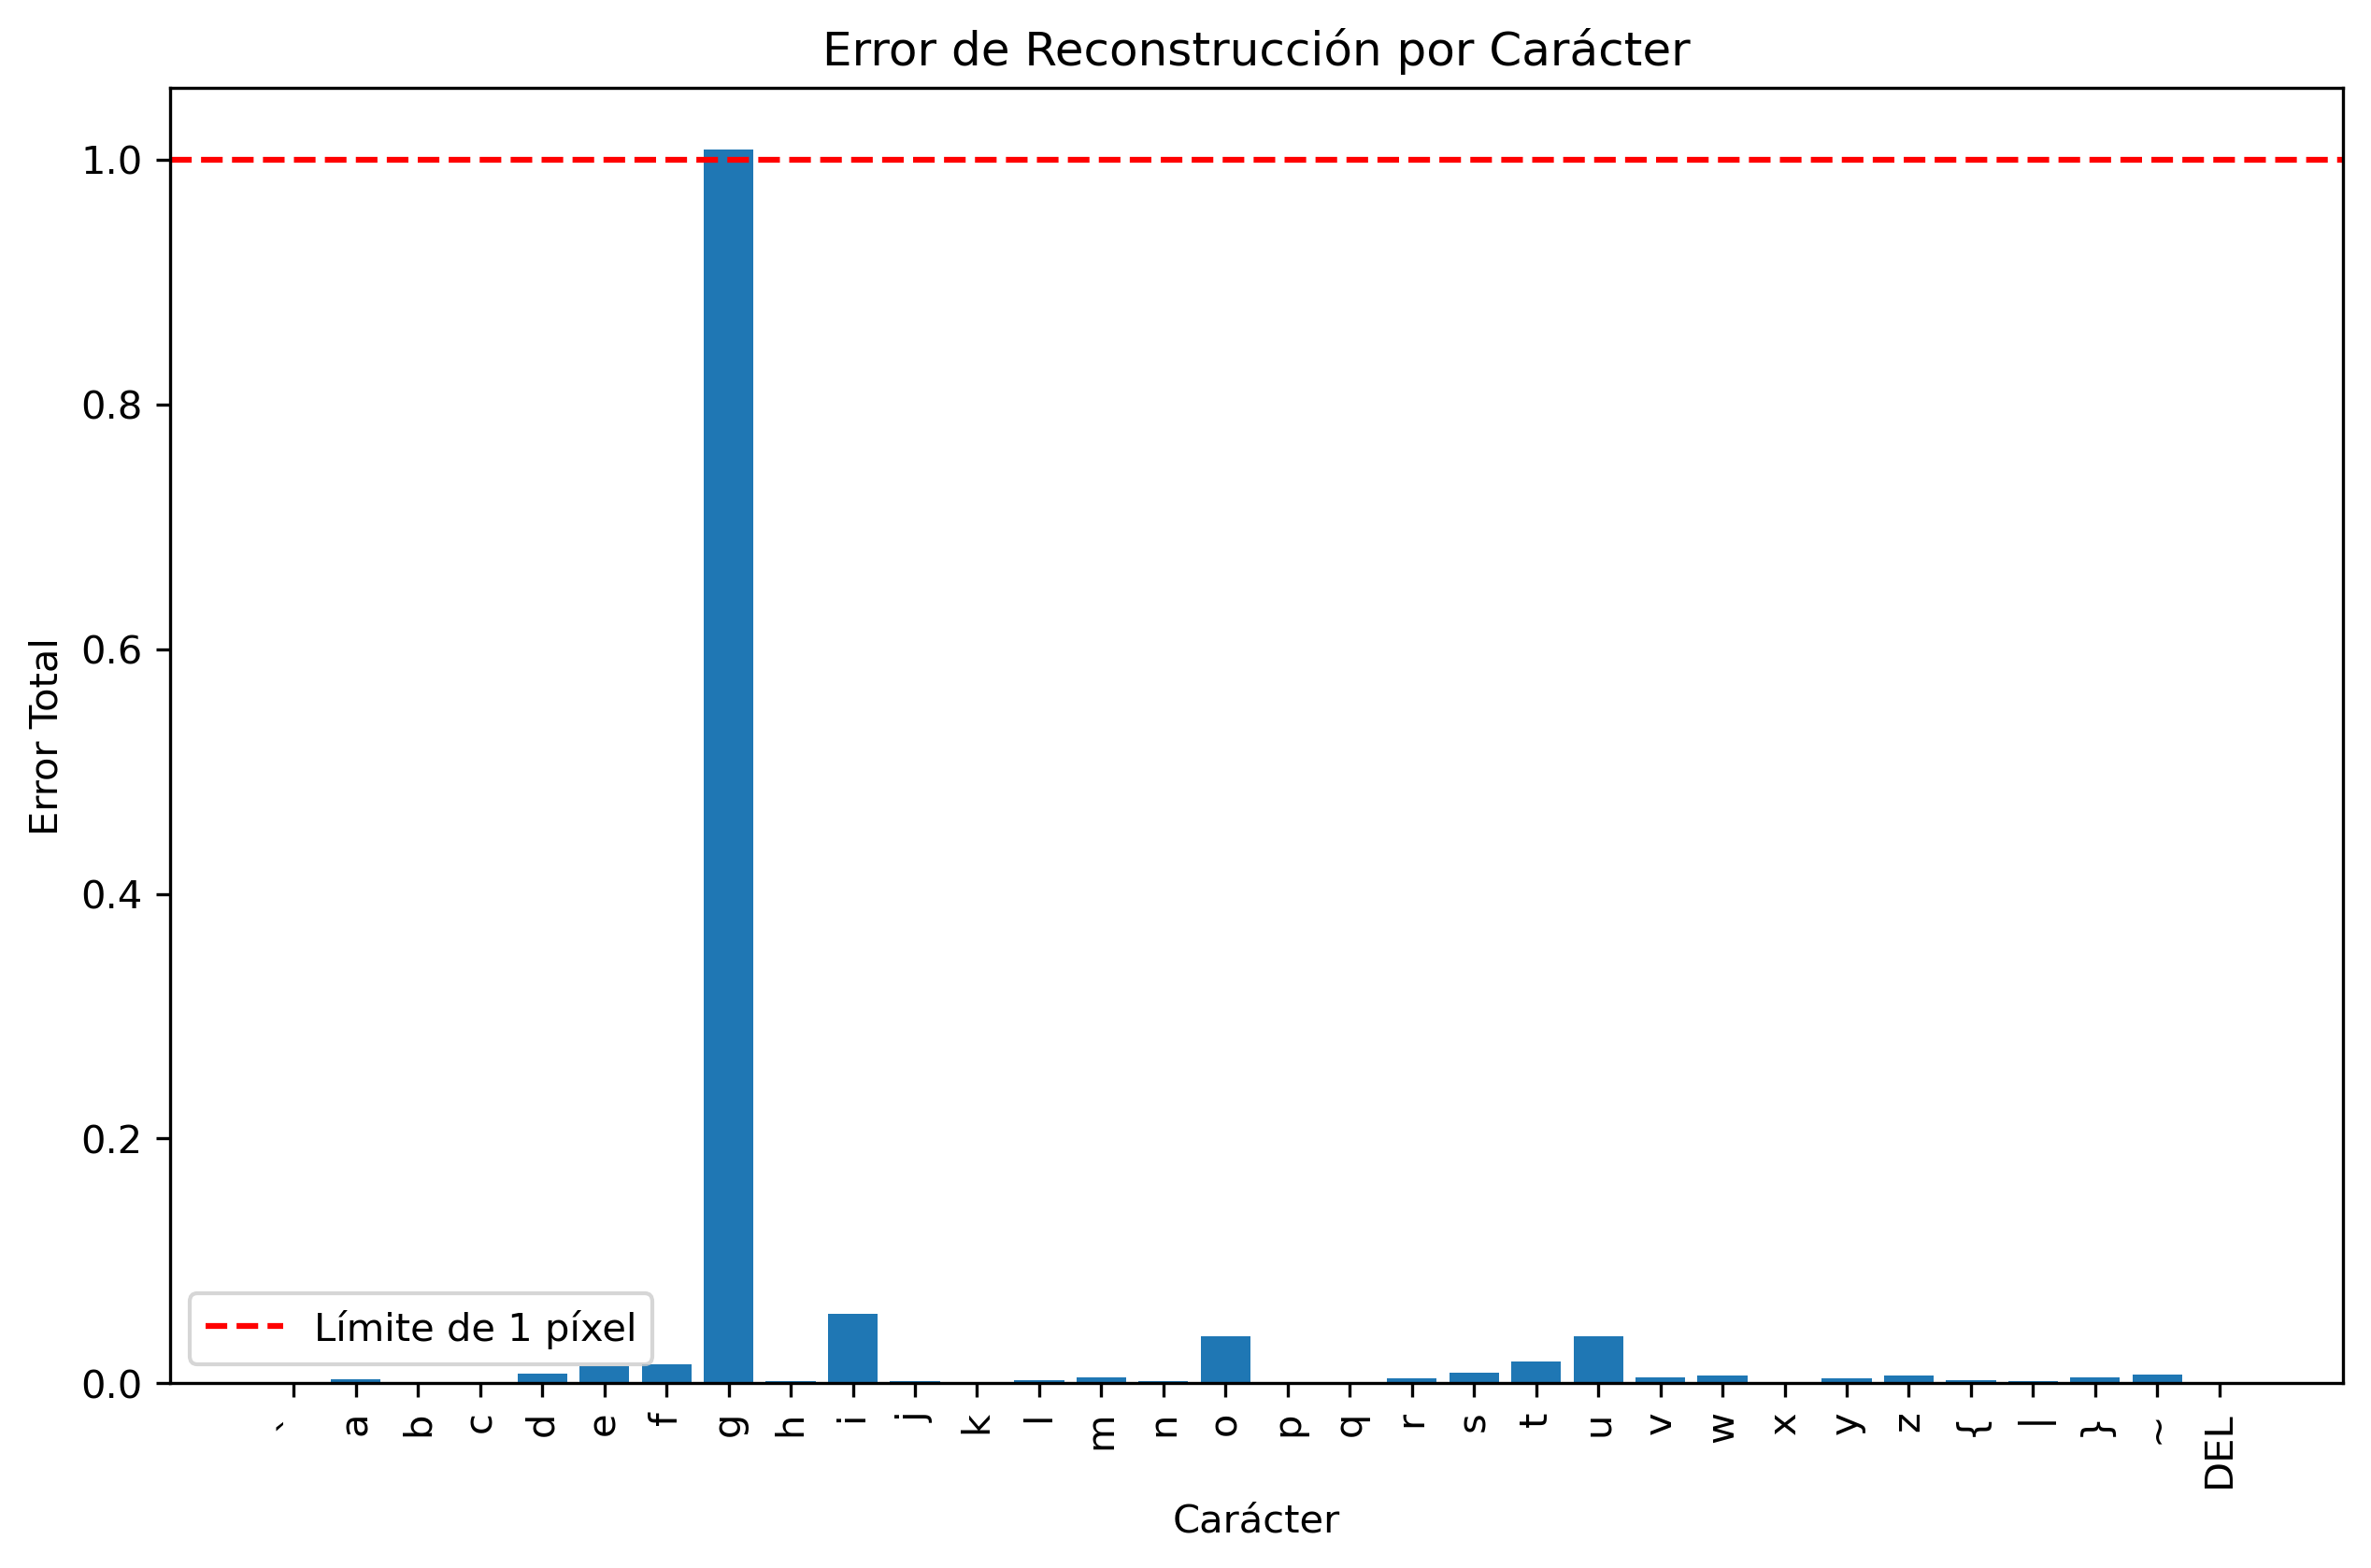 Error de Reconstrucción por Carácter
Error Total
1.0
0.8
0.6
0.4
0.2
0.0
Límite de 1 píxel
` a b c d e f g h i j k l m n o p q r s t u v w x y z { | } ~ DEL
Carácter